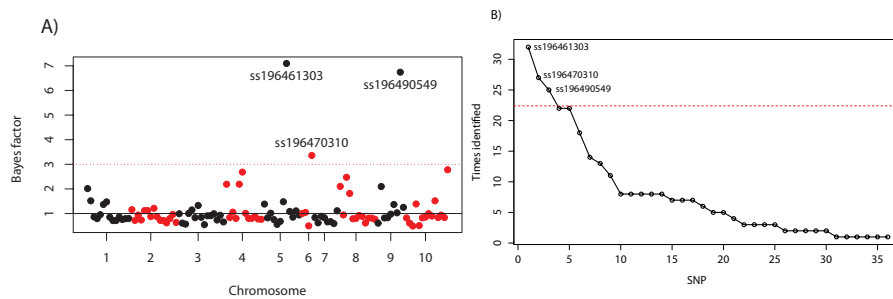 A)
Bayes factor
7
6
5
4
3
2
1
ss196461303
ss196490549
ss196470310
1 2 3 4 5 6 7 8 9 10
Chromosome
B)
Times identified
30
25
20
15
10
5
0
ss196461303
ss196470310
ss196490549
0 5 10 15 20 25 30 35
SNP